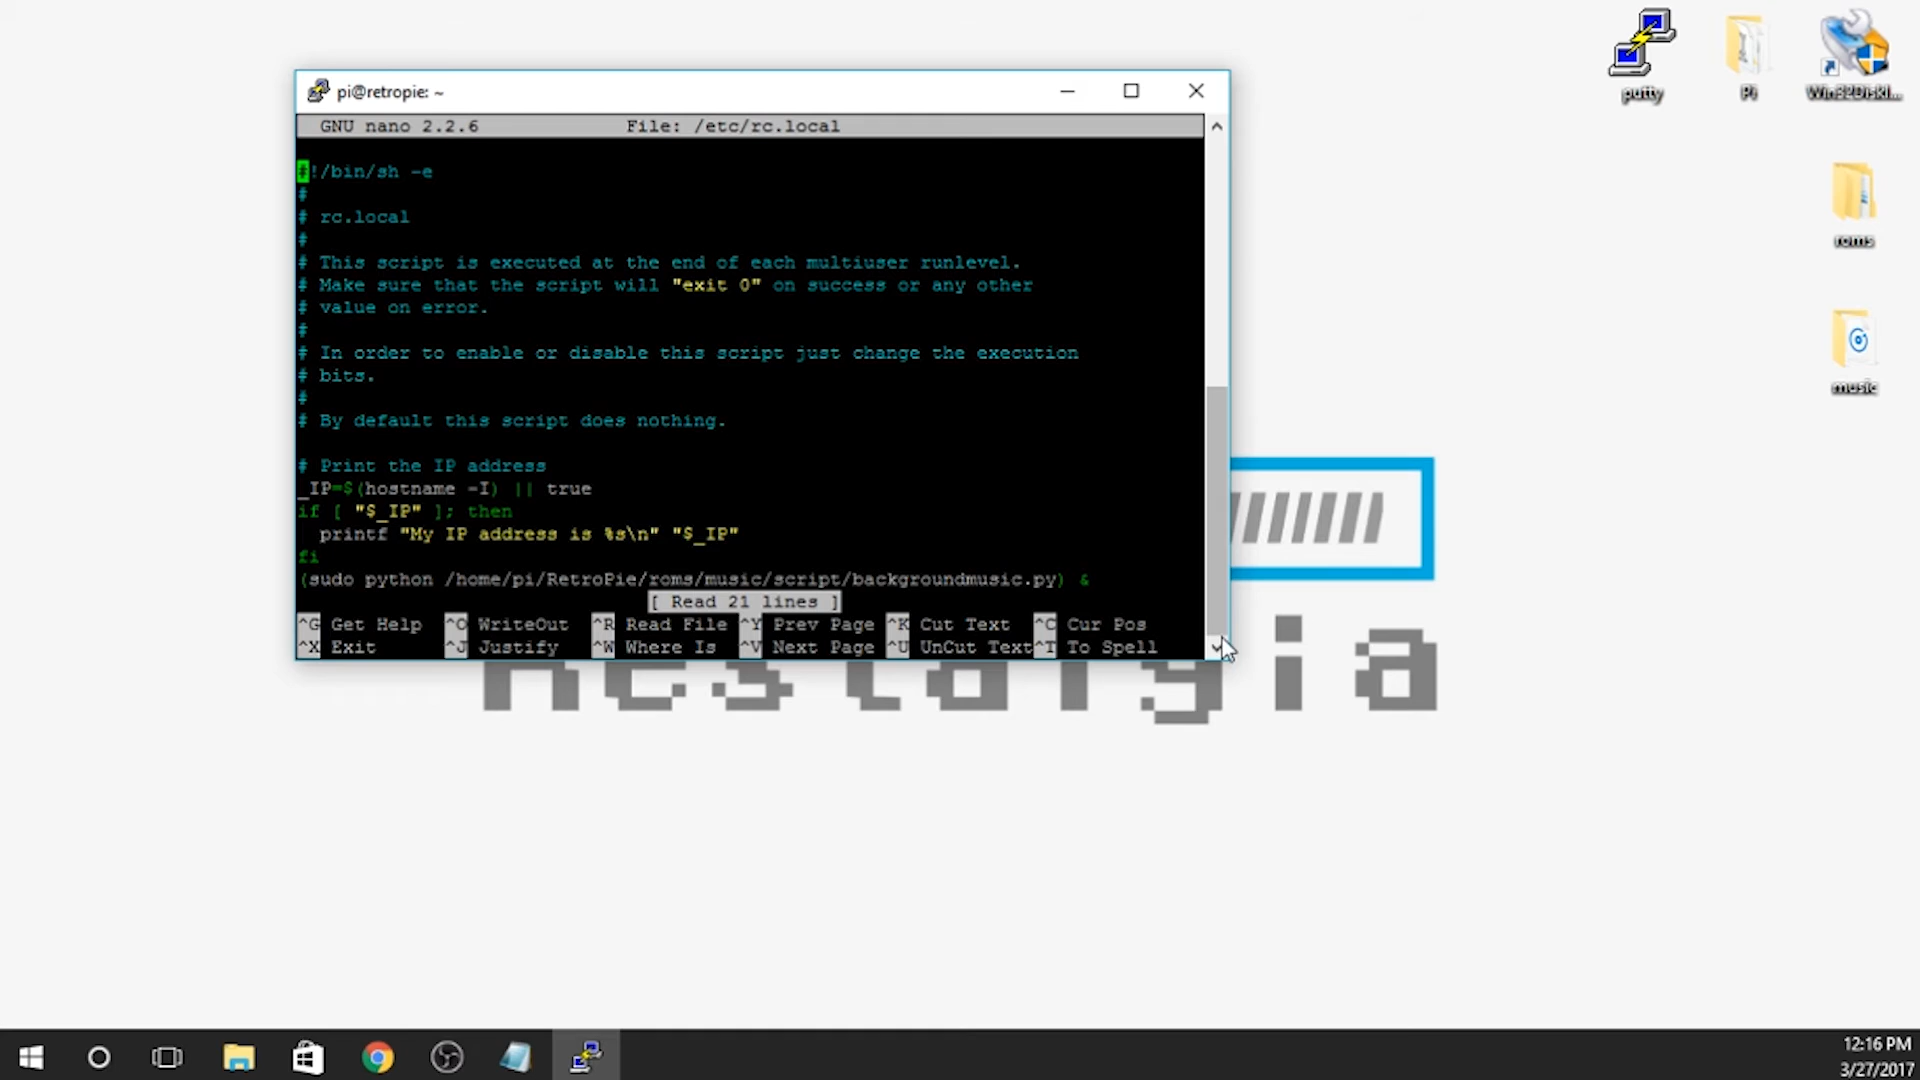 putty
Pi
Win32DiskI...
pi@retropie: ~
GNU nano 2.2.6 File: /etc/rc.local
#!/bin/sh -e
#
# rc.local
#
# This script is executed at the end of each multiuser runlevel.
# Make sure that the script will "exit 0" on success or any other
# value on error.
#
# In order to enable or disable this script just change the execution
# bits.
#
# By default this script does nothing.
# Print the IP address
_IP=$(hostname -I) || true
if [ "$_IP" ]; then
printf "My IP address is %s\n" "$_IP"
fi
(sudo python /home/pi/RetroPie/roms/music/script/backgroundmusic.py) &
[ Read 21 lines ]
^G Get Help ^O WriteOut ^R Read File ^Y Prev Page ^K Cut Text ^C Cur Pos
^X Exit ^J Justify ^W Where Is ^V Next Page ^U UnCut Text ^T To Spell
roms
music
nestalgia
12:16 PM
3/27/2017